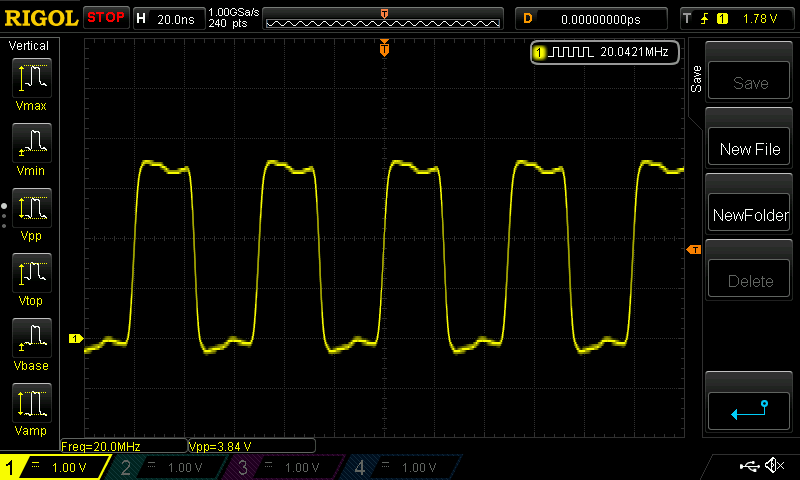 RIGOL STOP H 20.0ns 1.00GSa/s
240 pts T D 0.00000000ps T 1 1.78 V
Vertical
1 20.0421MHz
T
Save
Save
Vmax
New File
Vmin
NewFolder
Vpp
T
Delete
Vtop
1
Vbase
Vamp
Freq=20.0MHz Vpp=3.84 V
1 1.00 V 2 1.00 V 3 1.00 V 4 1.00 V